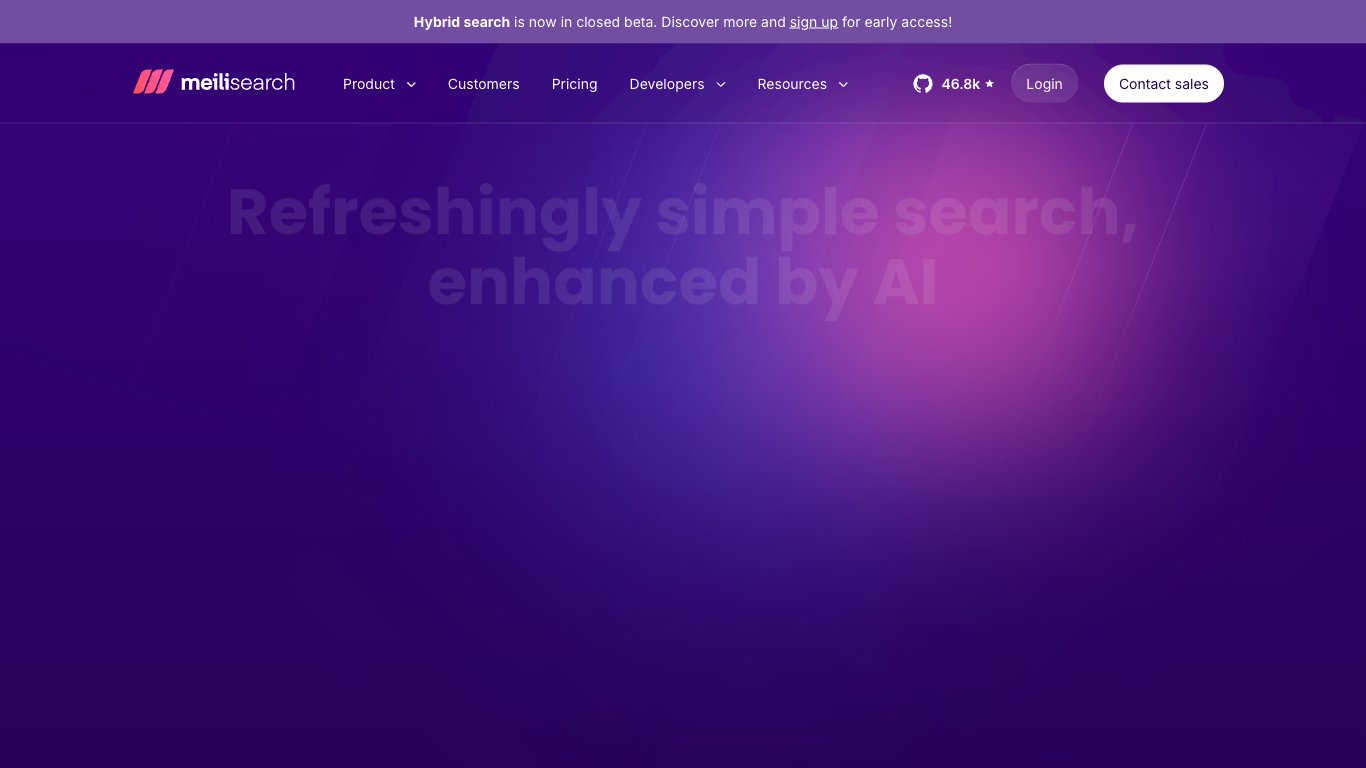 Hybrid search is now in closed beta. Discover more and sign up for early access!
meilisearch Product Customers Pricing Developers Resources 46.8k Login Contact sales
Refreshingly simple search,
enhanced by AI